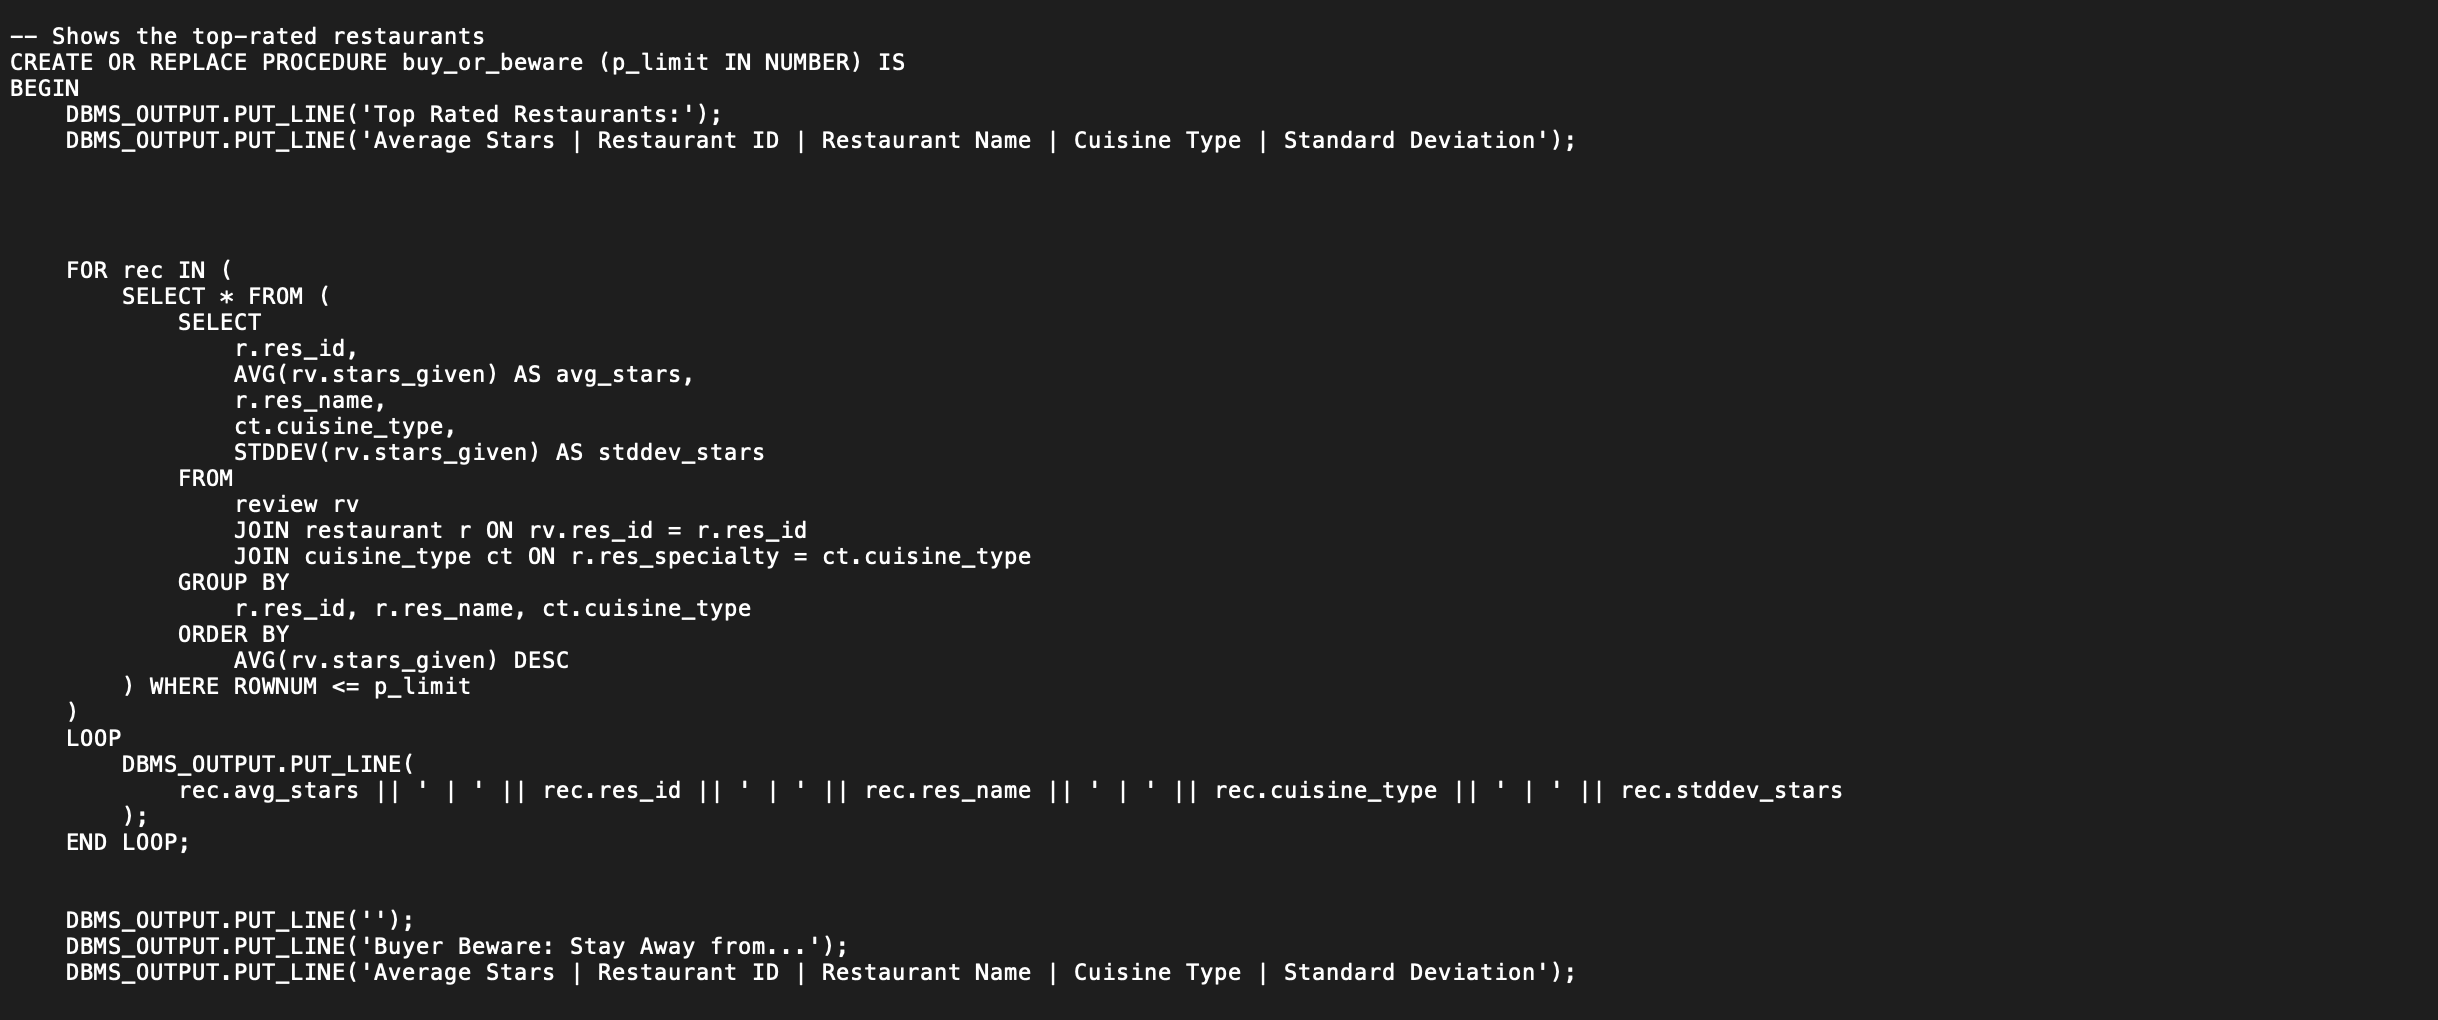 -- Shows the top-rated restaurants
CREATE OR REPLACE PROCEDURE buy_or_beware (p_limit IN NUMBER) IS
BEGIN
    DBMS_OUTPUT.PUT_LINE('Top Rated Restaurants:');
    DBMS_OUTPUT.PUT_LINE('Average Stars | Restaurant ID | Restaurant Name | Cuisine Type | Standard Deviation');
    FOR rec IN (
        SELECT * FROM (
            SELECT
                r.res_id,
                AVG(rv.stars_given) AS avg_stars,
                r.res_name,
                ct.cuisine_type,
                STDDEV(rv.stars_given) AS stddev_stars
            FROM
                review rv
                JOIN restaurant r ON rv.res_id = r.res_id
                JOIN cuisine_type ct ON r.res_specialty = ct.cuisine_type
            GROUP BY
                r.res_id, r.res_name, ct.cuisine_type
            ORDER BY
                AVG(rv.stars_given) DESC
        ) WHERE ROWNUM <= p_limit
    )
    LOOP
        DBMS_OUTPUT.PUT_LINE(
            rec.avg_stars || ' | ' || rec.res_id || ' | ' || rec.res_name || ' | ' || rec.cuisine_type || ' | ' || rec.stddev_stars
        );
    END LOOP;
    DBMS_OUTPUT.PUT_LINE('');
    DBMS_OUTPUT.PUT_LINE('Buyer Beware: Stay Away from...');
    DBMS_OUTPUT.PUT_LINE('Average Stars | Restaurant ID | Restaurant Name | Cuisine Type | Standard Deviation');